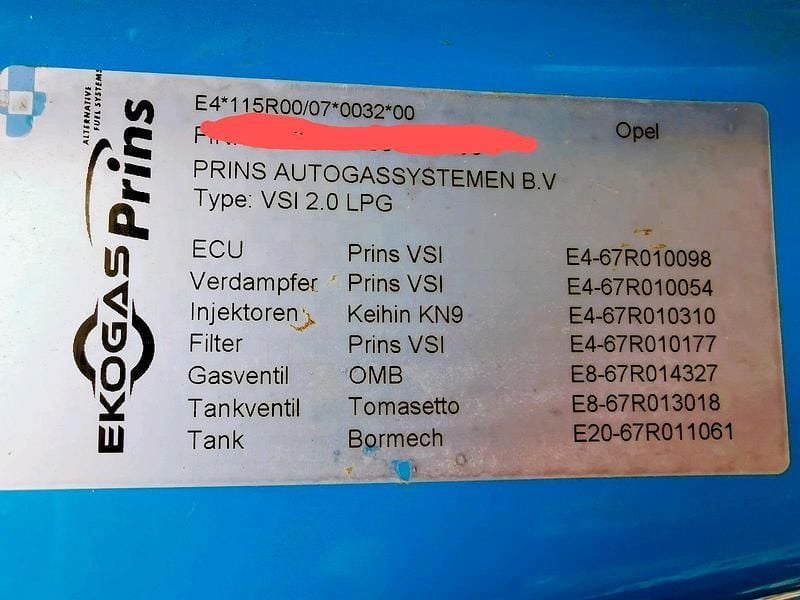 EKOGAS Prins
ALTERNATIVE
FUEL SYSTEMS
E4*115R00/07*0032*00
Opel
PRINS AUTOGASSYSTEMEN B.V
Type: VSI 2.0 LPG
ECU Prins VSI E4-67R010098
Verdampfer Prins VSI E4-67R010054
Injektoren Keihin KN9 E4-67R010310
Filter Prins VSI E4-67R010177
Gasventil OMB E8-67R014327
Tankventil Tomasetto E8-67R013018
Tank Bormech E20-67R011061